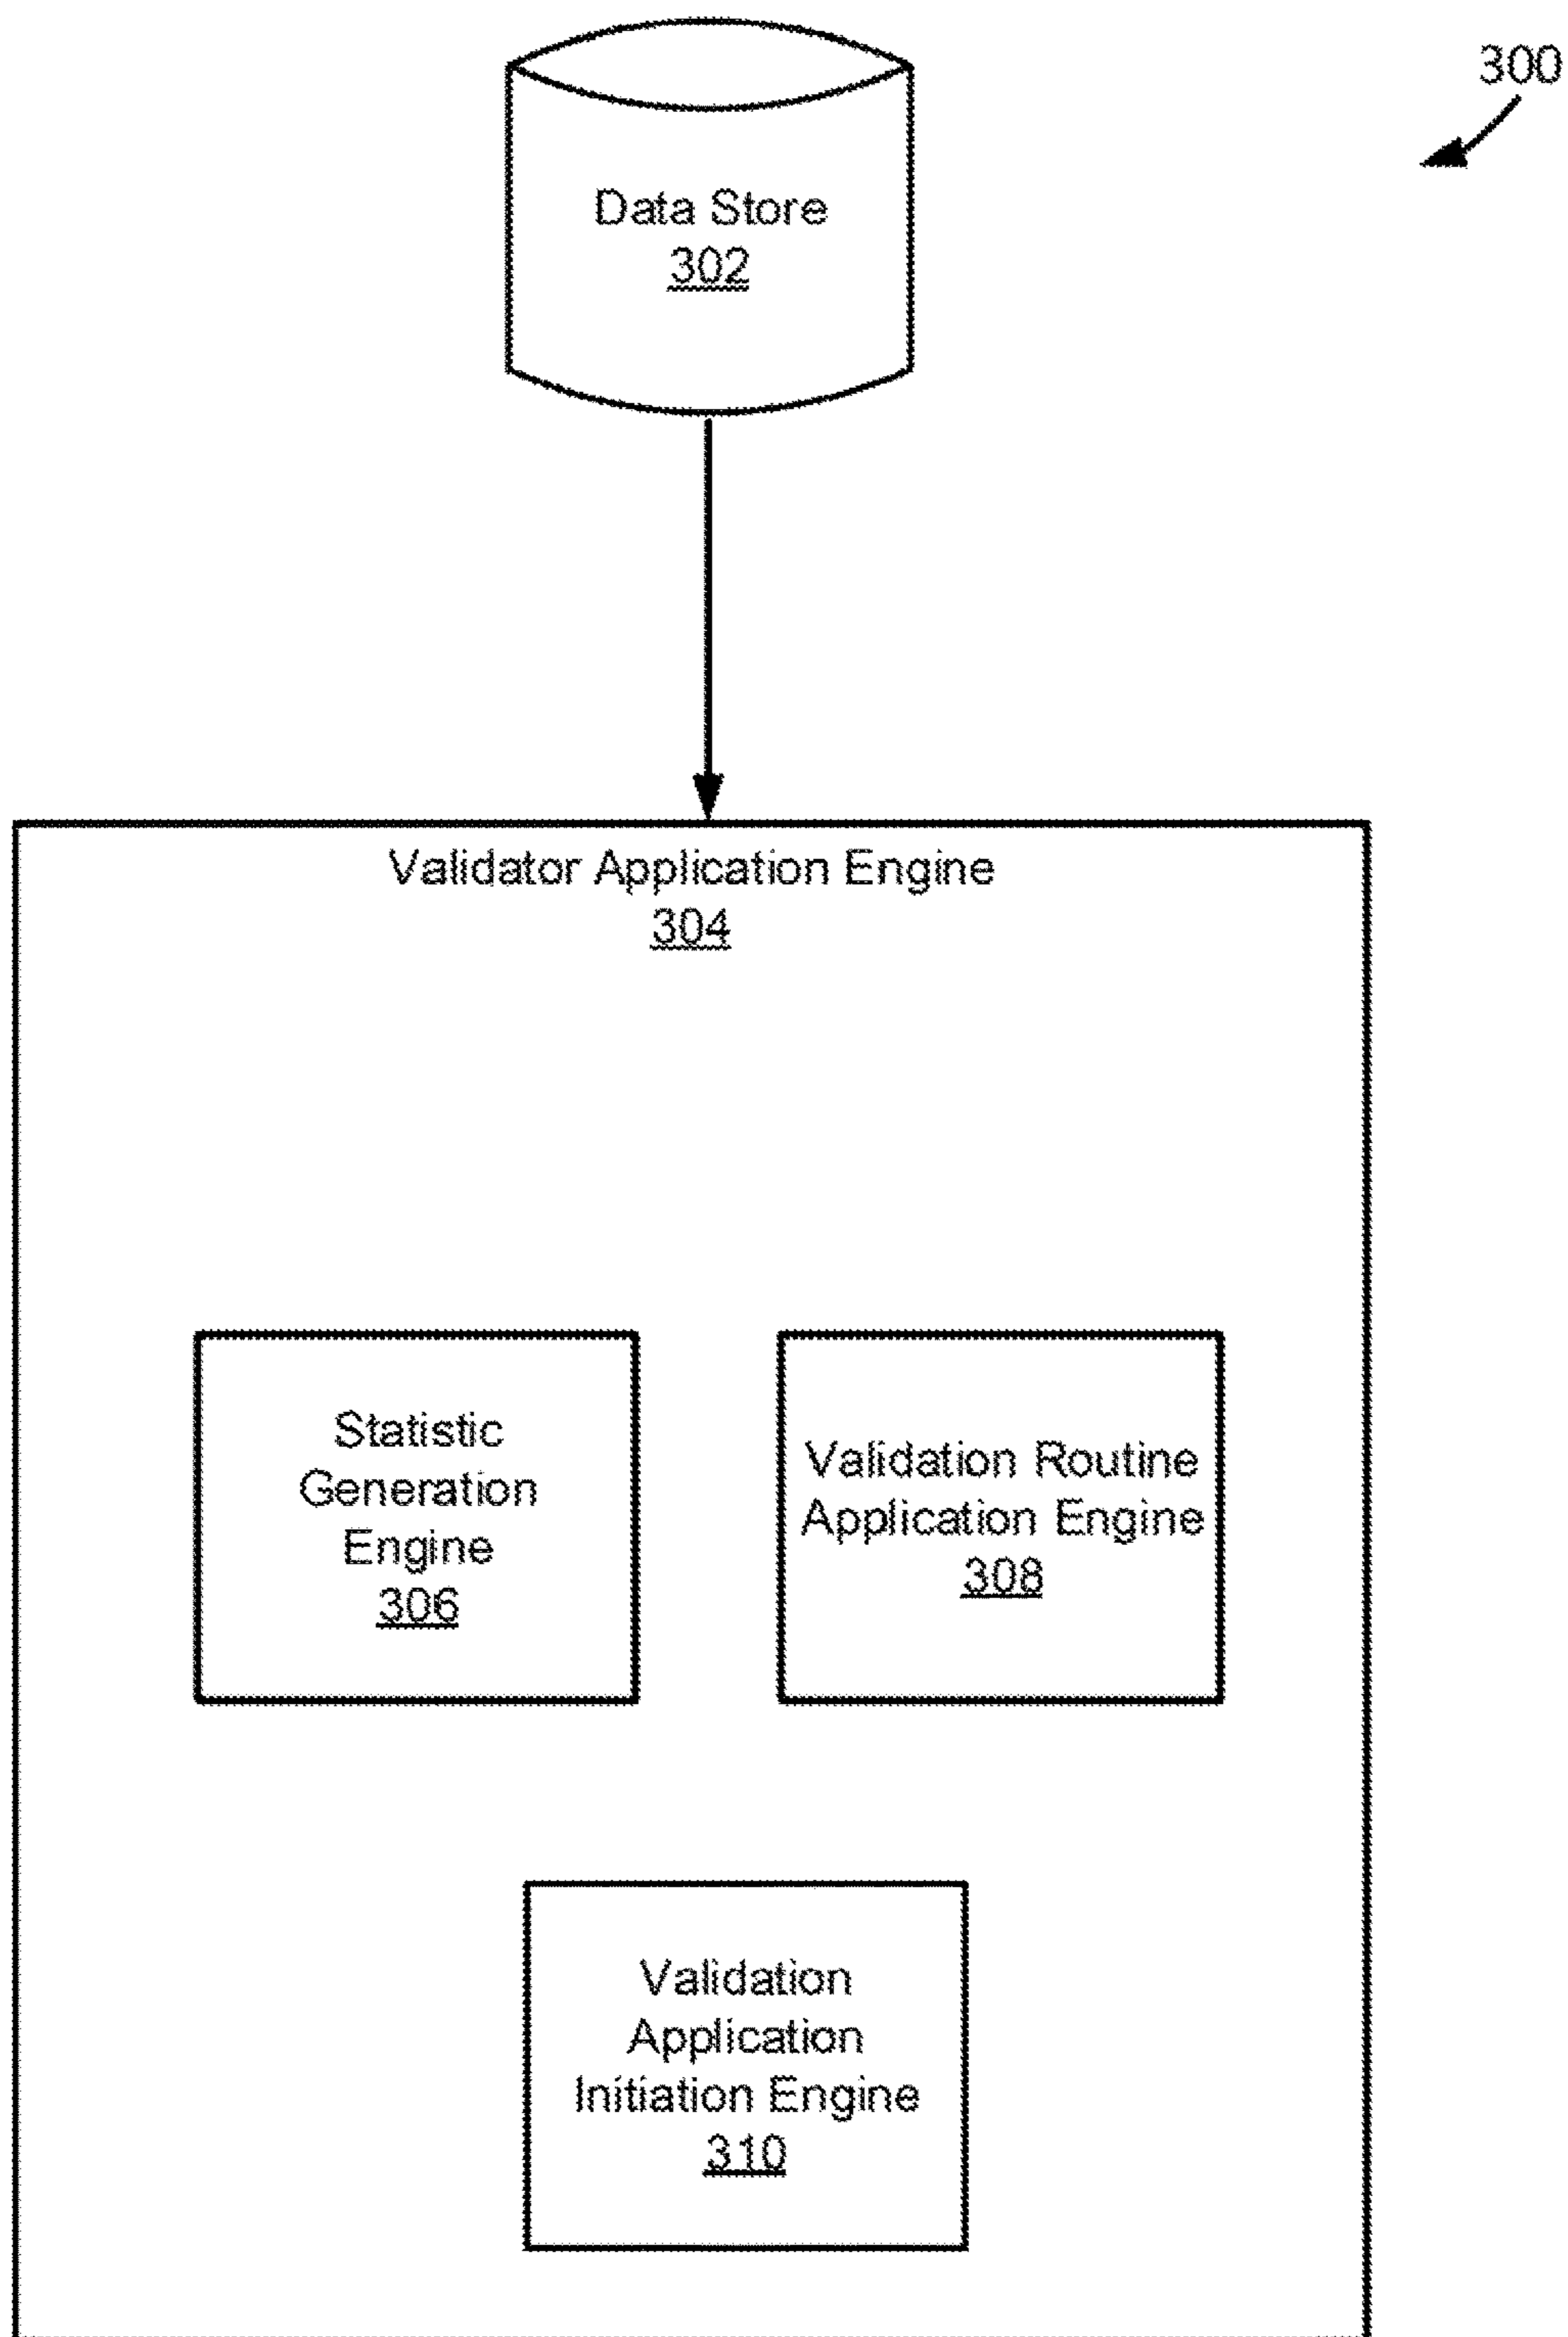 300
Data Store
302
Validator Application Engine
304
Statistic
Generation
Engine
306
Validation Routine
Application Engine
308
Validation
Application
Initiation Engine
310